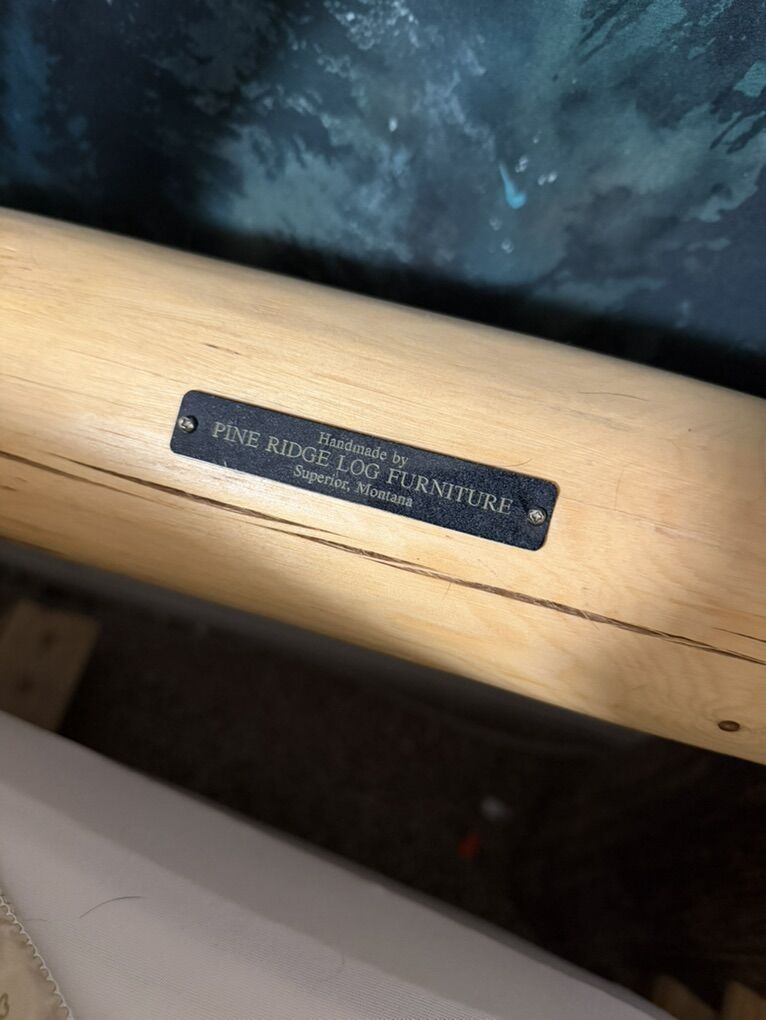 Handmade by
PINE RIDGE LOG FURNITURE
Superior, Montana